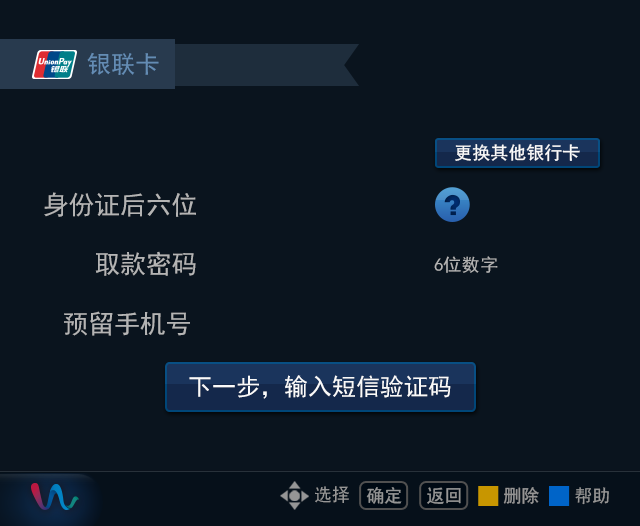 UnionPay 银联 银联卡
更换其他银行卡
身份证后六位 ?
取款密码 6位数字
预留手机号
下一步，输入短信验证码
选择 确定 返回 删除 帮助